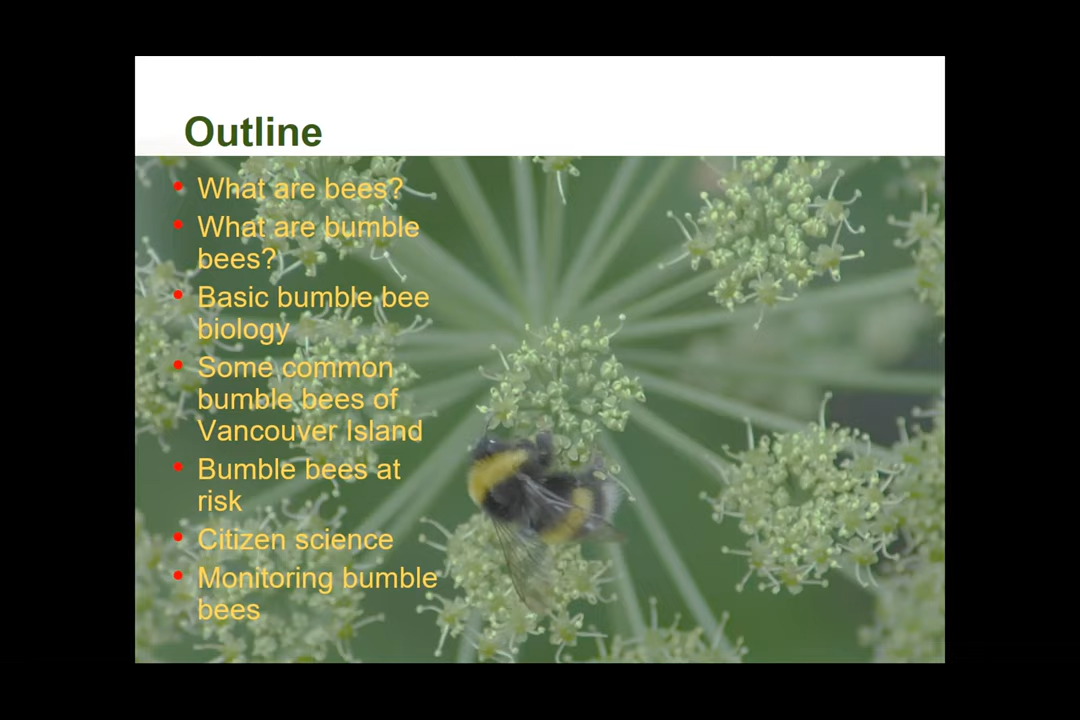 Outline
What are bees?
What are bumble
bees?
Basic bumble bee
biology
Some common
bumble bees of
Vancouver Island
Bumble bees at
risk
Citizen science
Monitoring bumble
bees